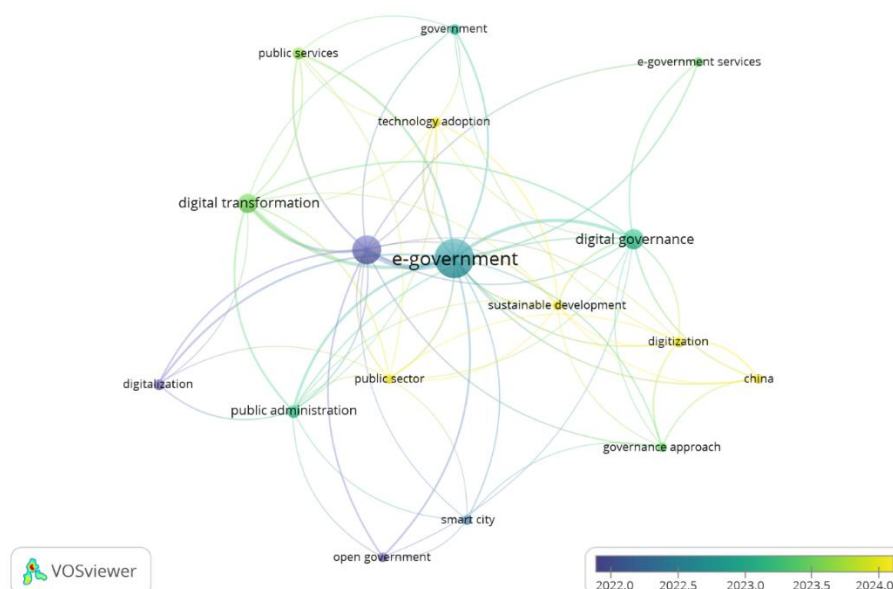 government
public services
e-government services
technology adoption
digital transformation
digital governance
e-government
sustainable development
digitization
public sector
china
digitalization
public administration
governance approach
smart city
open government
VOSviewer
2022.0 2022.5 2023.0 2023.5 2024.0